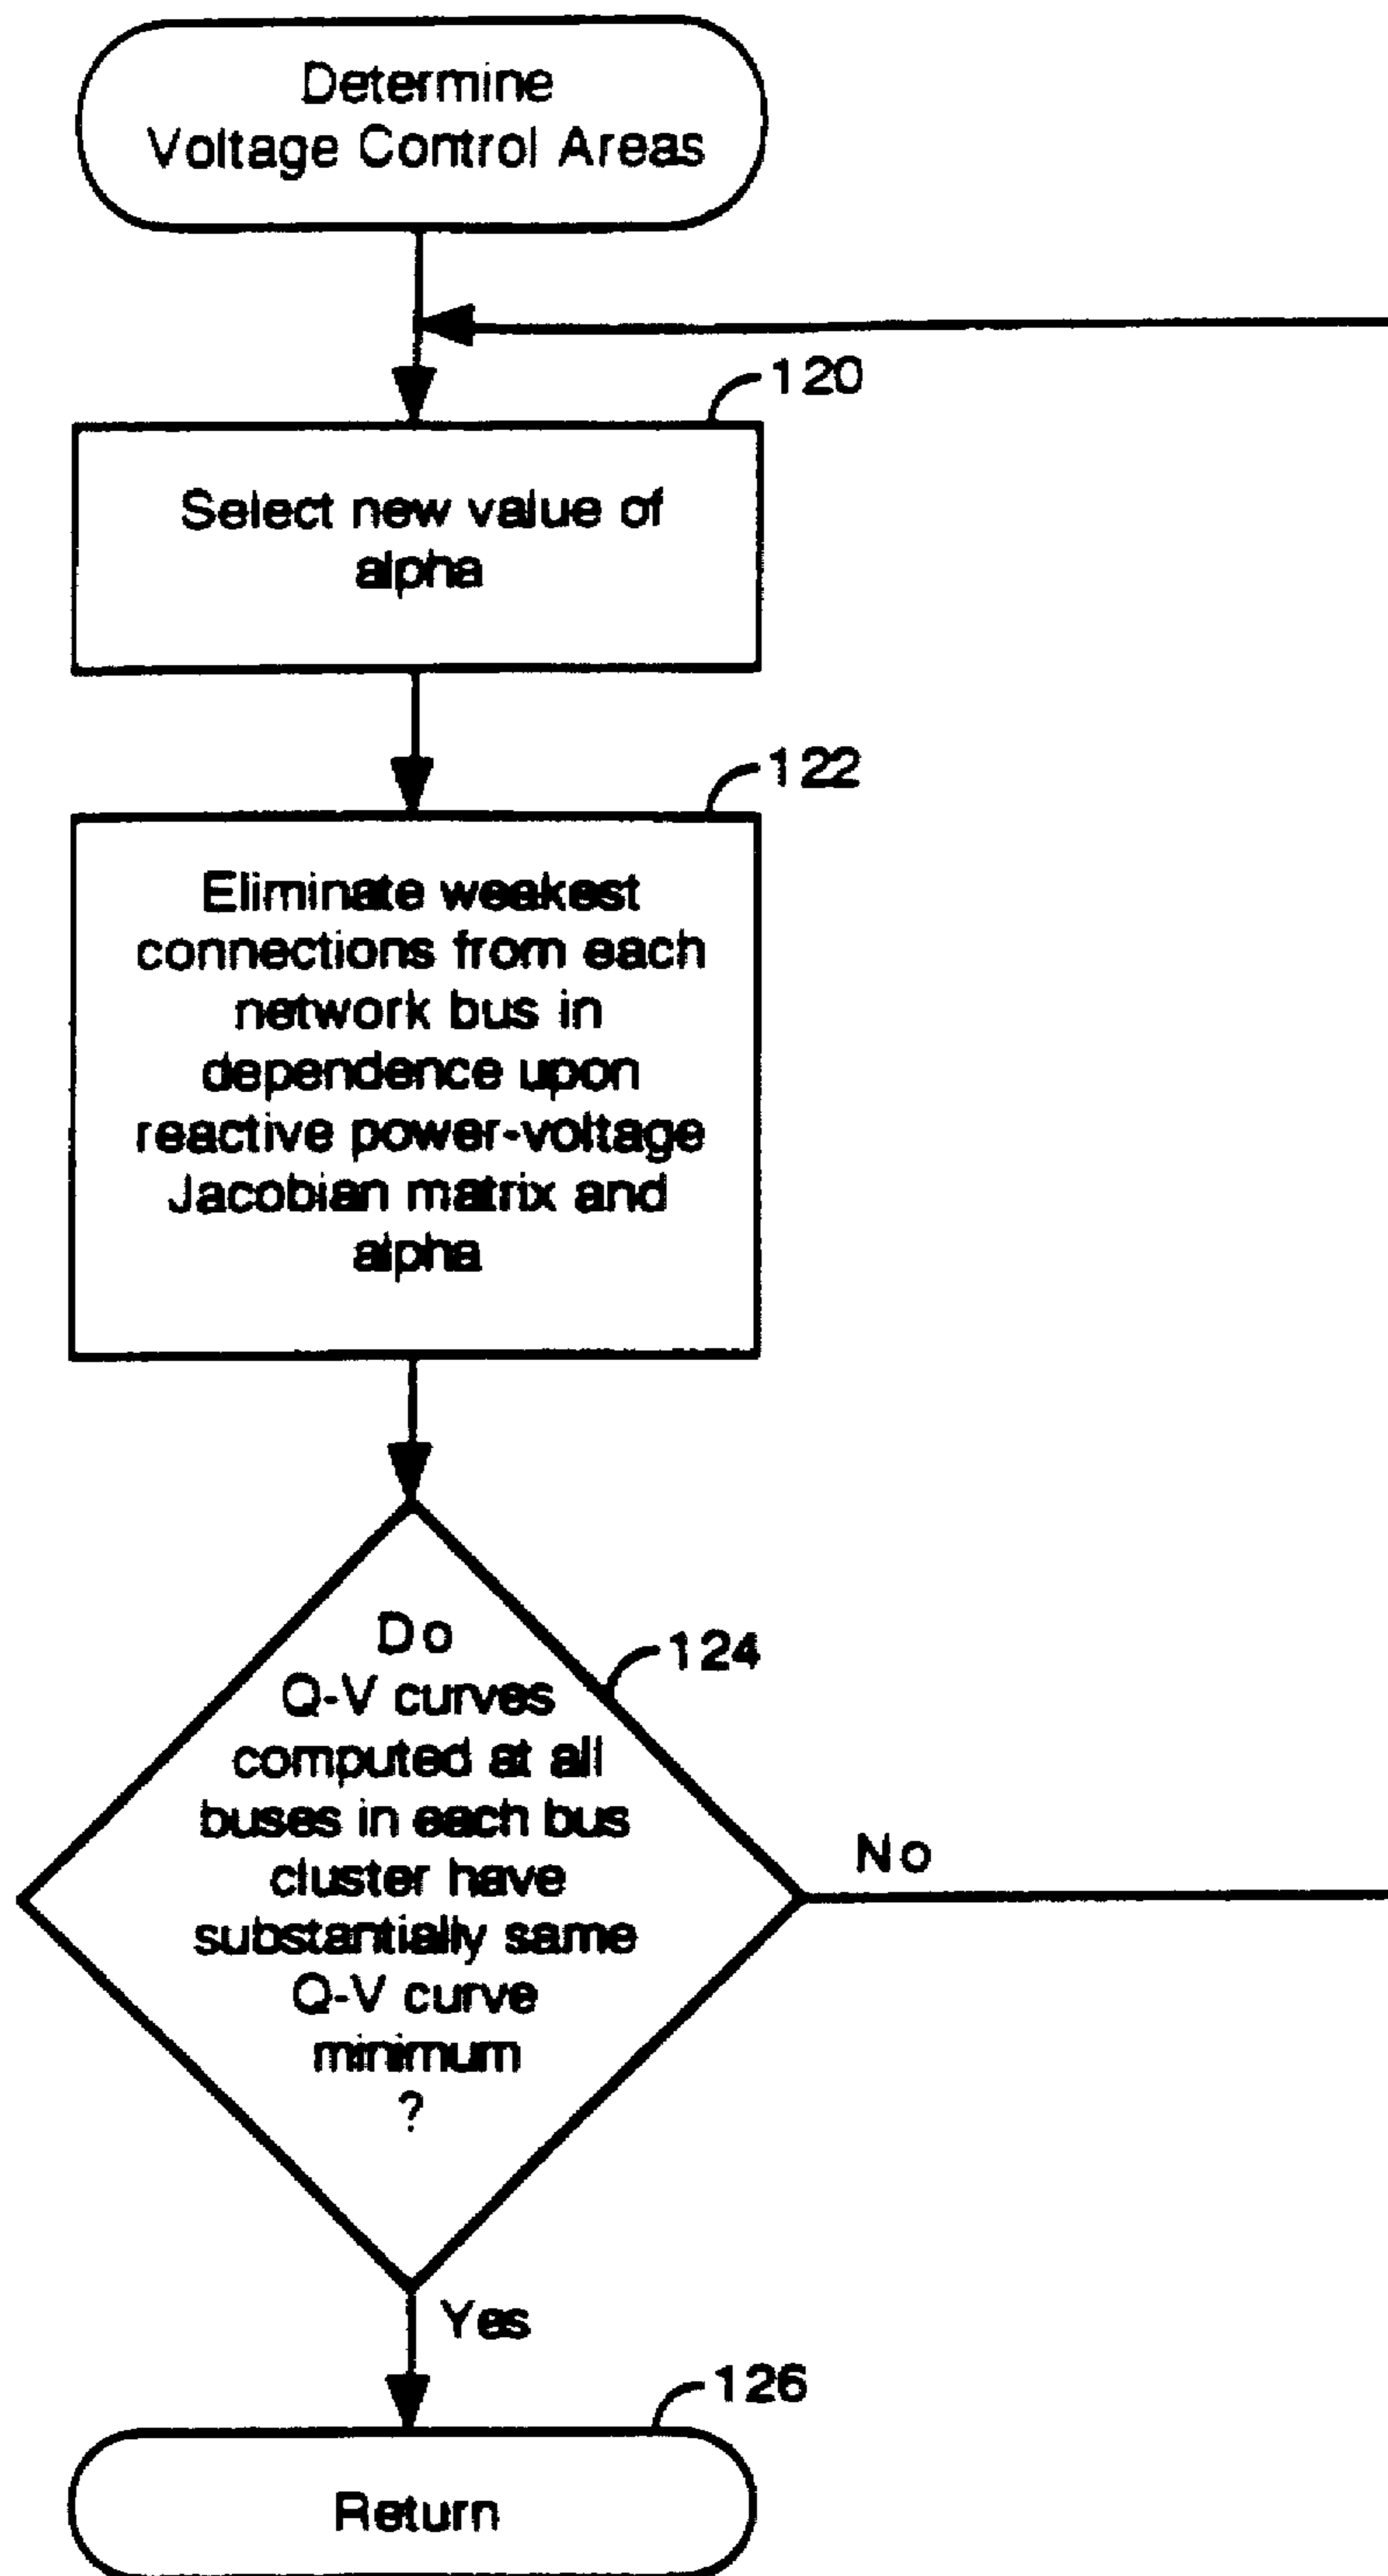 Determine
Voltage Control Areas
120
Select new value of
alpha
122
Eliminate weakest
connections from each
network bus in
dependence upon
reactive power-voltage
Jacobian matrix and
alpha
Do
Q-V curves
computed at all
buses in each bus
cluster have
substantially same
Q-V curve
minimum
?
124
No
Yes
126
Return